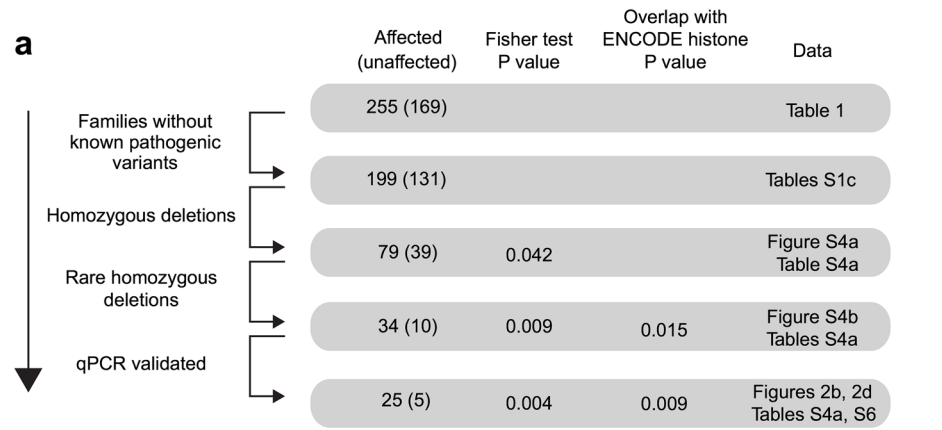 a
Affected
(unaffected)
Fisher test
P value
Overlap with
ENCODE histone
P value
Data
255 (169)
Table 1
Families without
known pathogenic
variants
199 (131)
Tables S1c
Homozygous deletions
79 (39)
0.042
Figure S4a
Table S4a
Rare homozygous
deletions
34 (10)
0.009
0.015
Figure S4b
Tables S4a
qPCR validated
25 (5)
0.004
0.009
Figures 2b, 2d
Tables S4a, S6